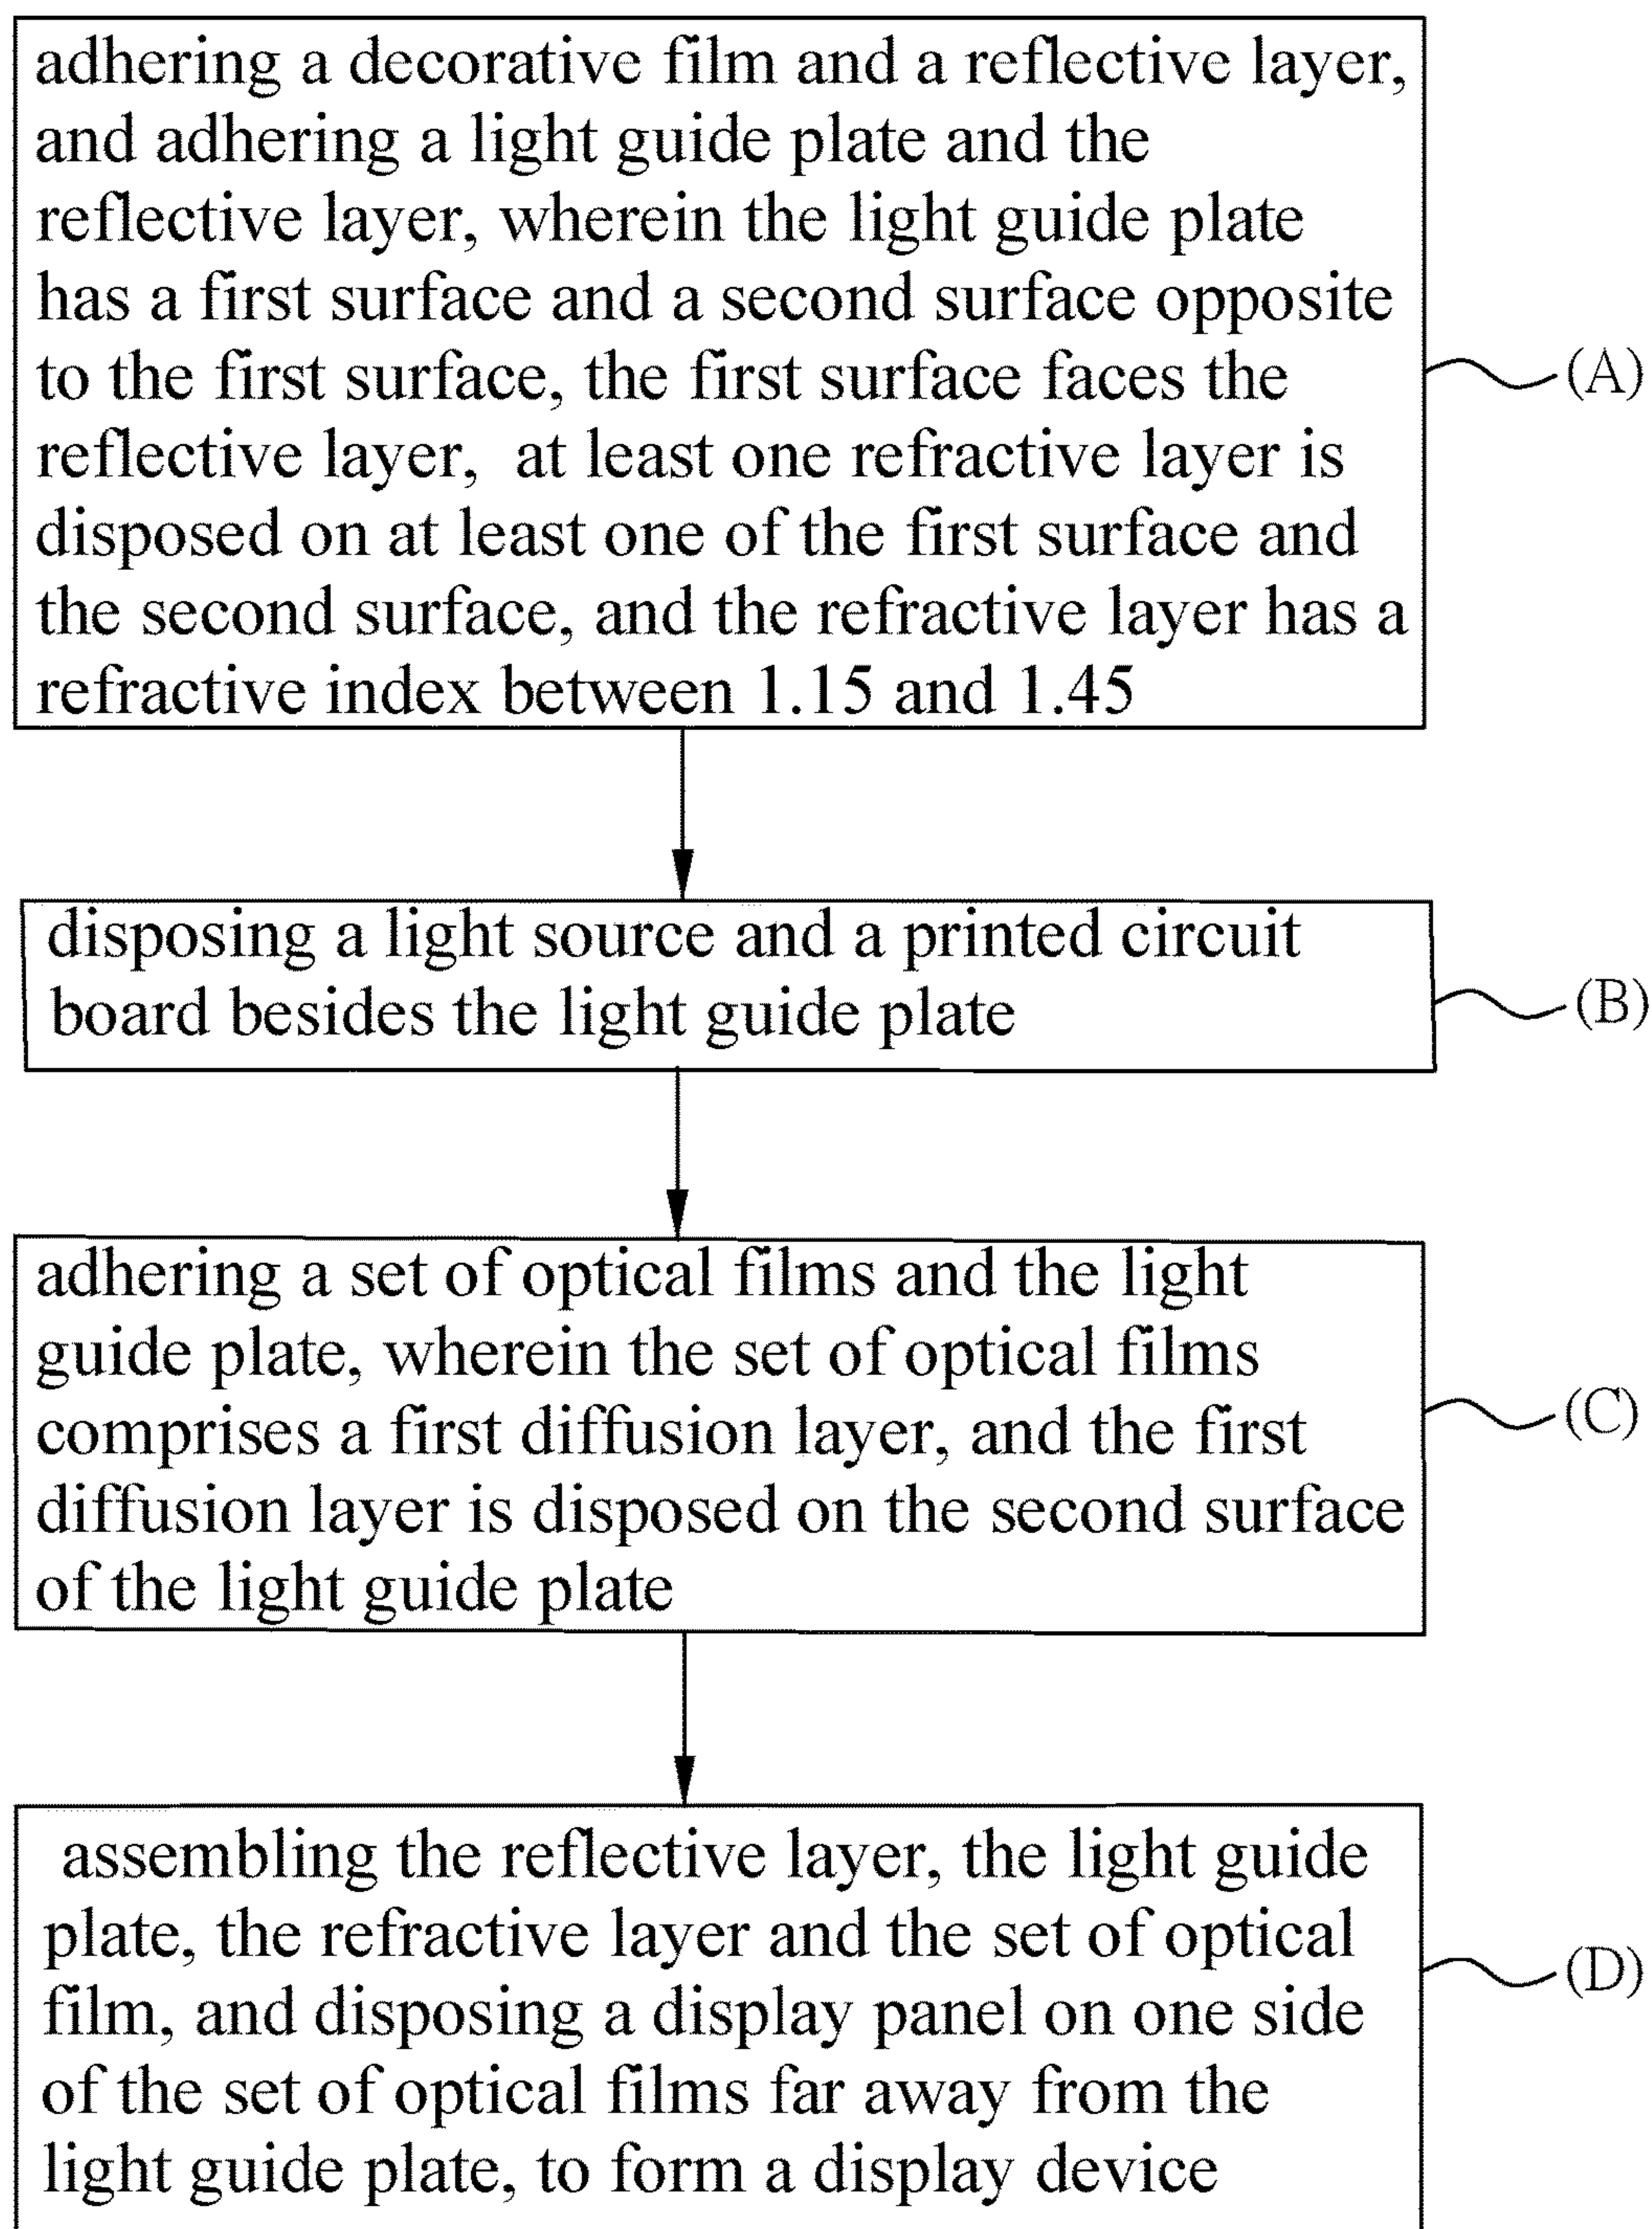 adhering a decorative film and a reflective layer,
and adhering a light guide plate and the
reflective layer, wherein the light guide plate
has a first surface and a second surface opposite
to the first surface, the first surface faces the
reflective layer, at least one refractive layer is
disposed on at least one of the first surface and
the second surface, and the refractive layer has a
refractive index between 1.15 and 1.45
(A)
disposing a light source and a printed circuit
board besides the light guide plate
(B)
adhering a set of optical films and the light
guide plate, wherein the set of optical films
comprises a first diffusion layer, and the first
diffusion layer is disposed on the second surface
of the light guide plate
(C)
assembling the reflective layer, the light guide
plate, the refractive layer and the set of optical
film, and disposing a display panel on one side
of the set of optical films far away from the
light guide plate, to form a display device
(D)